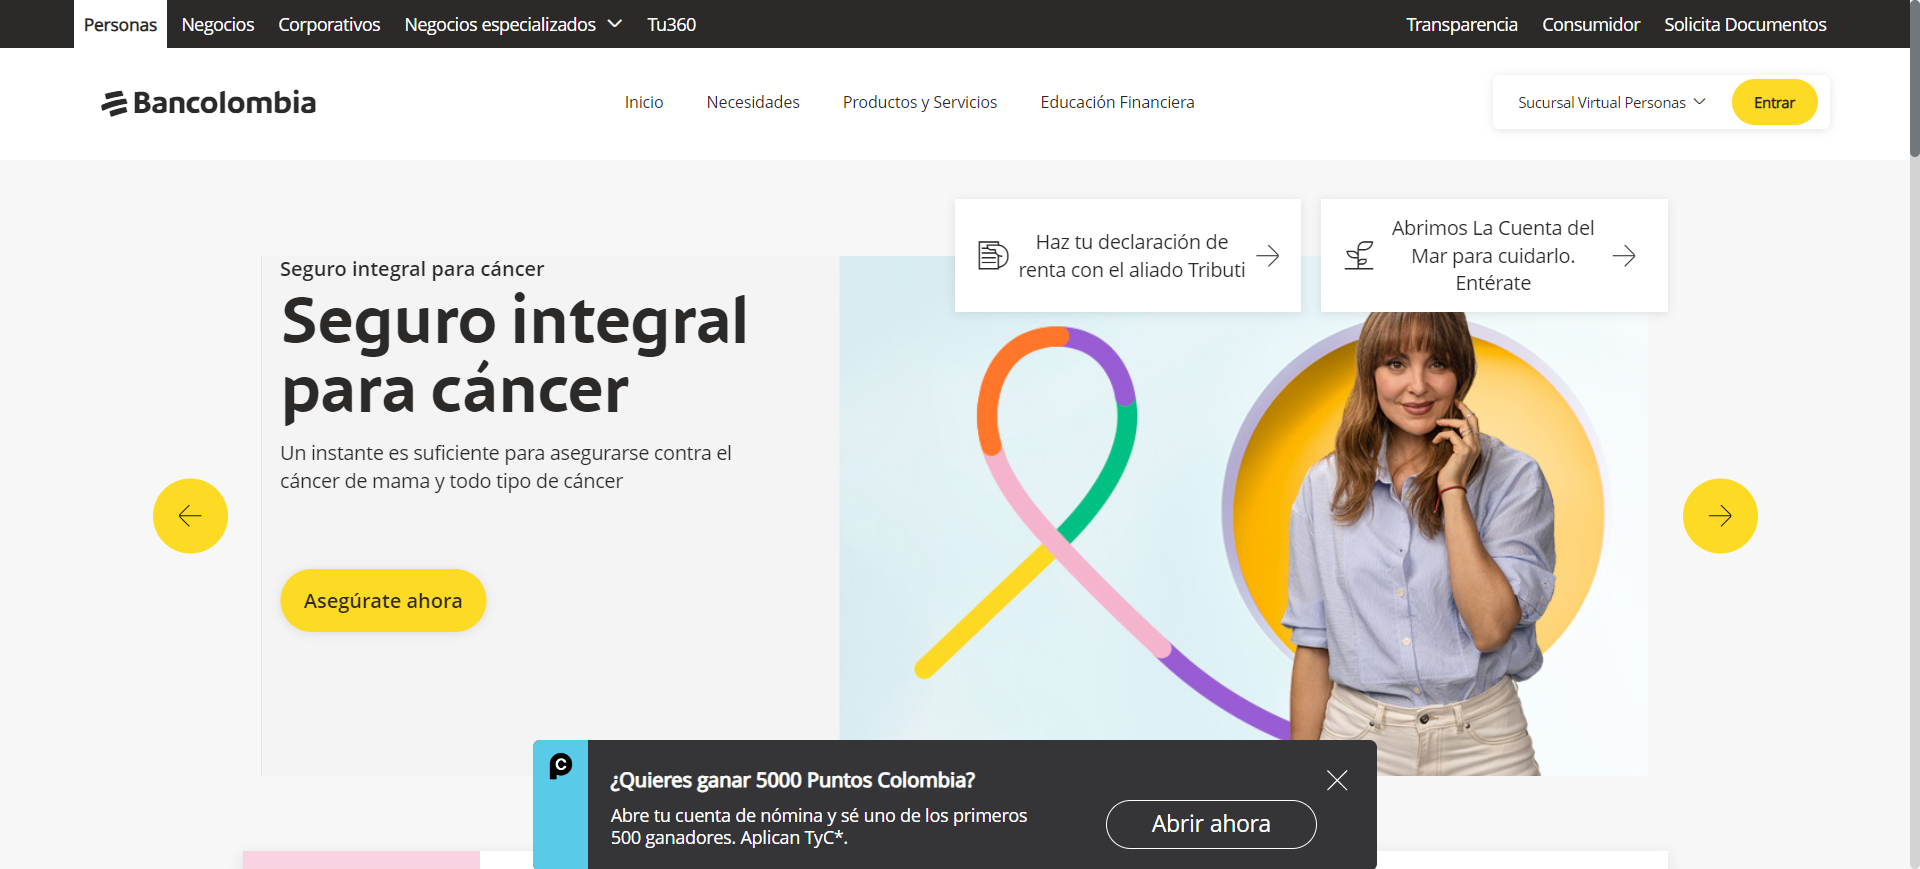 Personas Negocios Corporativos Negocios especializados Tu360 Transparencia Consumidor Solicita Documentos
Bancolombia Inicio Necesidades Productos y Servicios Educación Financiera Sucursal Virtual Personas Entrar
Haz tu declaración de
renta con el aliado Tributi
Abrimos La Cuenta del
Mar para cuidarlo.
Entérate
Seguro integral para cáncer
Seguro integral
para cáncer
Un instante es suficiente para asegurarse contra el
cáncer de mama y todo tipo de cáncer
Asegúrate ahora
¿Quieres ganar 5000 Puntos Colombia?
Abre tu cuenta de nómina y sé uno de los primeros
500 ganadores. Aplican TyC*.
Abrir ahora